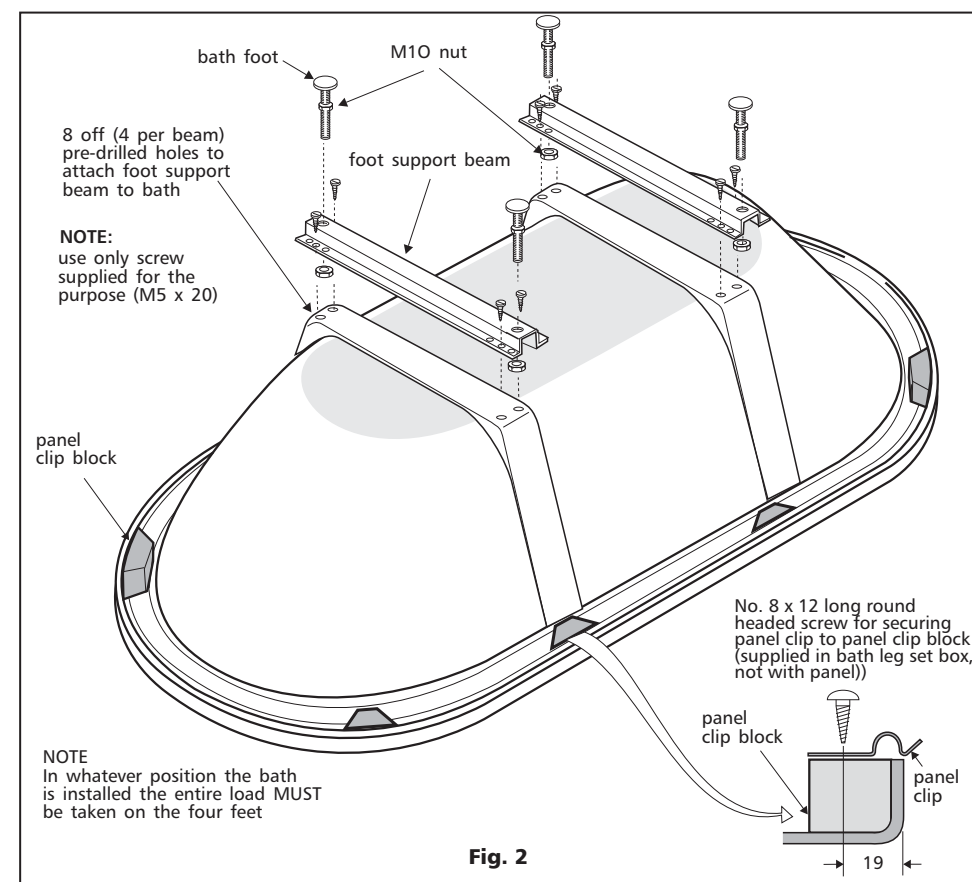 bath foot
M1O nut
8 off (4 per beam)
pre-drilled holes to
attach foot support
beam to bath
foot support beam
NOTE:
use only screw
supplied for the
purpose (M5 x 20)
panel
clip block
No. 8 x 12 long round
headed screw for securing
panel clip to panel clip block
(supplied in bath leg set box,
not with panel))
panel
clip block
panel
clip
NOTE
In whatever position the bath
is installed the entire load MUST
be taken on the four feet
19
Fig. 2